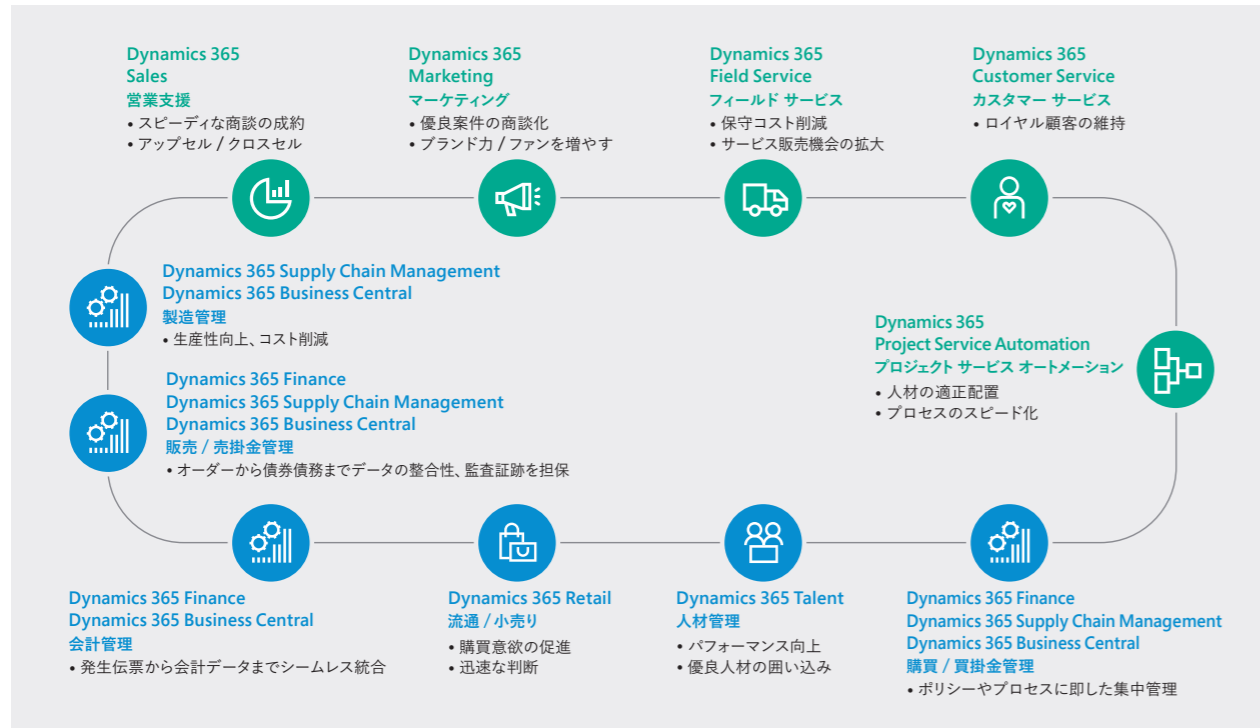 Dynamics 365
Sales
営業支援
• スピーディな商談の成約
• アップセル / クロスセル
Dynamics 365
Marketing
マーケティング
• 優良案件の商談化
• ブランド力 / ファンを増やす
Dynamics 365
Field Service
フィールド サービス
• 保守コスト削減
• サービス販売機会の拡大
Dynamics 365
Customer Service
カスタマー サービス
• ロイヤル顧客の維持
Dynamics 365 Supply Chain Management
Dynamics 365 Business Central
製造管理
• 生産性向上、コスト削減
Dynamics 365
Project Service Automation
プロジェクト サービス オートメーション
• 人材の適正配置
• プロセスのスピード化
Dynamics 365 Finance
Dynamics 365 Supply Chain Management
Dynamics 365 Business Central
販売 / 売掛金管理
• オーダーから債券債務までデータの整合性、監査証跡を担保
Dynamics 365 Finance
Dynamics 365 Business Central
会計管理
• 発生伝票から会計データまでシームレス統合
Dynamics 365 Retail
流通 / 小売り
• 購買意欲の促進
• 迅速な判断
Dynamics 365 Talent
人材管理
• パフォーマンス向上
• 優良人材の囲い込み
Dynamics 365 Finance
Dynamics 365 Supply Chain Management
Dynamics 365 Business Central
購買 / 買掛金管理
• ポリシーやプロセスに即した集中管理